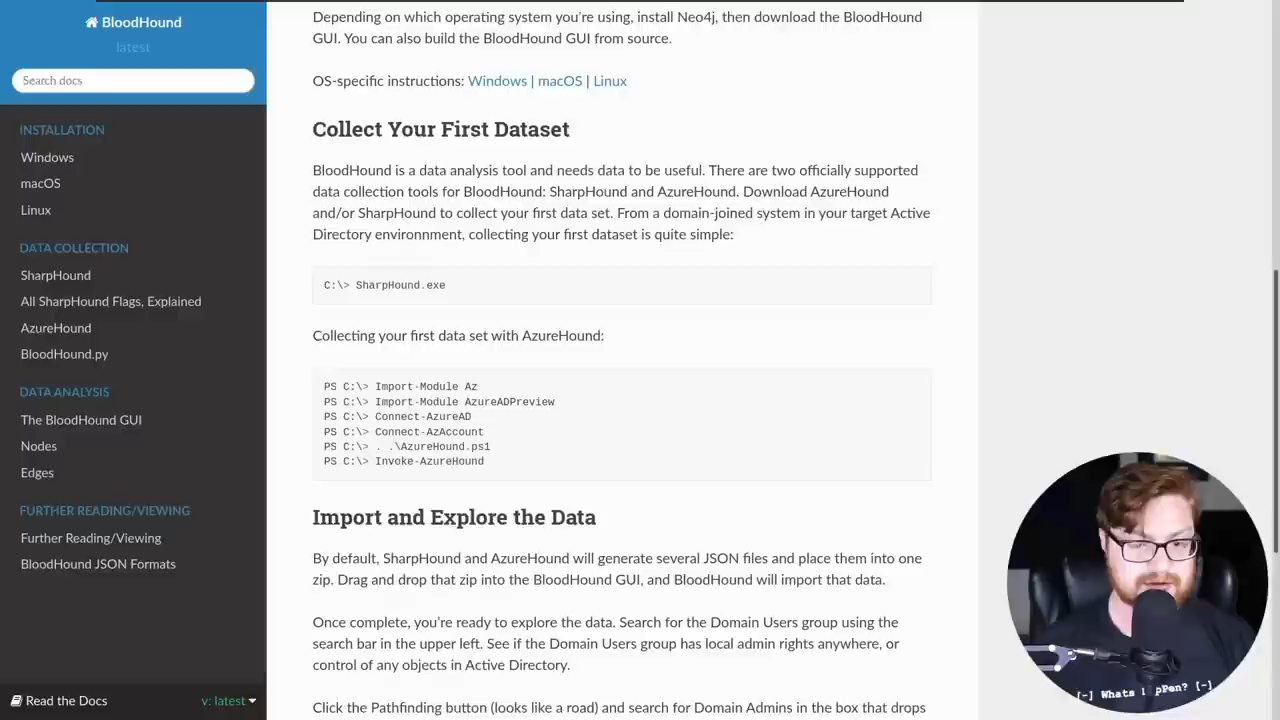 BloodHound
latest
Search docs
INSTALLATION
Windows
macOS
Linux
DATA COLLECTION
SharpHound
All SharpHound Flags, Explained
AzureHound
BloodHound.py
DATA ANALYSIS
The BloodHound GUI
Nodes
Edges
FURTHER READING/VIEWING
Further Reading/Viewing
BloodHound JSON Formats
Read the Docs
v: latest
Depending on which operating system you're using, install Neo4j, then download the BloodHound
GUI. You can also build the BloodHound GUI from source.
OS-specific instructions: Windows | macOS | Linux
Collect Your First Dataset
BloodHound is a data analysis tool and needs data to be useful. There are two officially supported
data collection tools for BloodHound: SharpHound and AzureHound. Download AzureHound
and/or SharpHound to collect your first data set. From a domain-joined system in your target Active
Directory environnment, collecting your first dataset is quite simple:
C:\> SharpHound.exe
Collecting your first data set with AzureHound:
PS C:\> Import-Module Az
PS C:\> Import-Module AzureADPreview
PS C:\> Connect-AzureAD
PS C:\> Connect-AzAccount
PS C:\> . .\AzureHound.ps1
PS C:\> Invoke-AzureHound
Import and Explore the Data
By default, SharpHound and AzureHound will generate several JSON files and place them into one
zip. Drag and drop that zip into the BloodHound GUI, and BloodHound will import that data.
Once complete, you're ready to explore the data. Search for the Domain Users group using the
search bar in the upper left. See if the Domain Users group has local admin rights anywhere, or
control of any objects in Active Directory.
Click the Pathfinding button (looks like a road) and search for Domain Admins in the box that drops
[-] Whats pPen? [-]